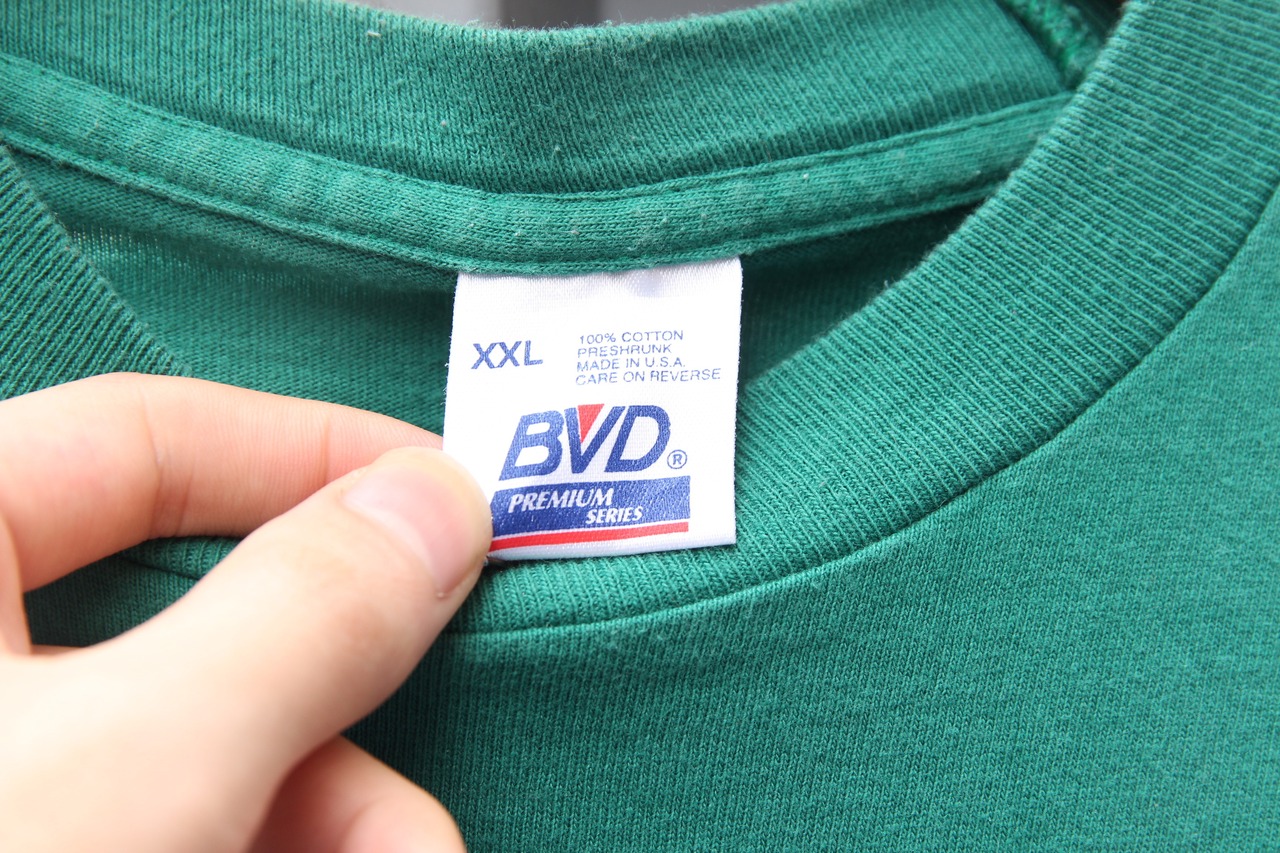 XXL
100% COTTON
PRESHRUNK
MADE IN U.S.A.
CARE ON REVERSE
BVD®
PREMIUM
SERIES